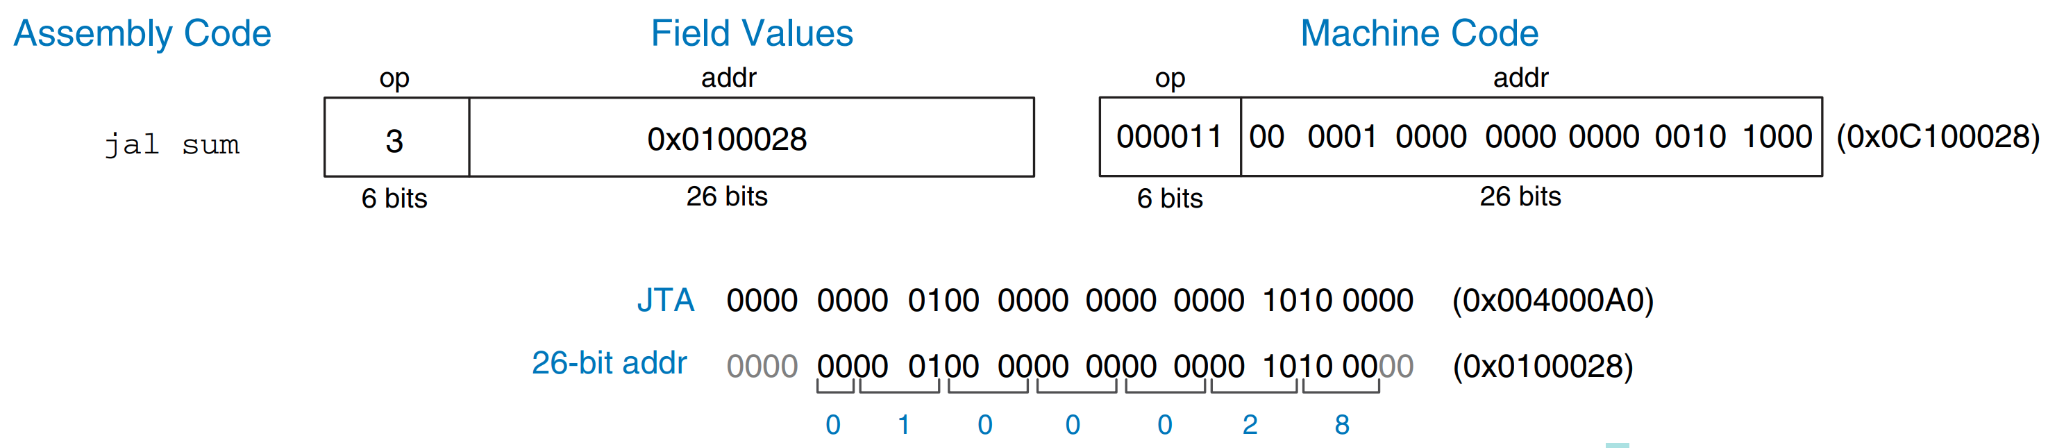 Assembly Code Field Values Machine Code
op addr op addr
jal sum 3 0x0100028 000011 00 0001 0000 0000 0000 0010 1000 (0x0C100028)
6 bits 26 bits 6 bits 26 bits
JTA 0000 0000 0100 0000 0000 0000 1010 0000 (0x004000A0)
26-bit addr 0000 0000 0100 0000 0000 0000 1010 0000 (0x0100028)
0 1 0 0 0 2 8